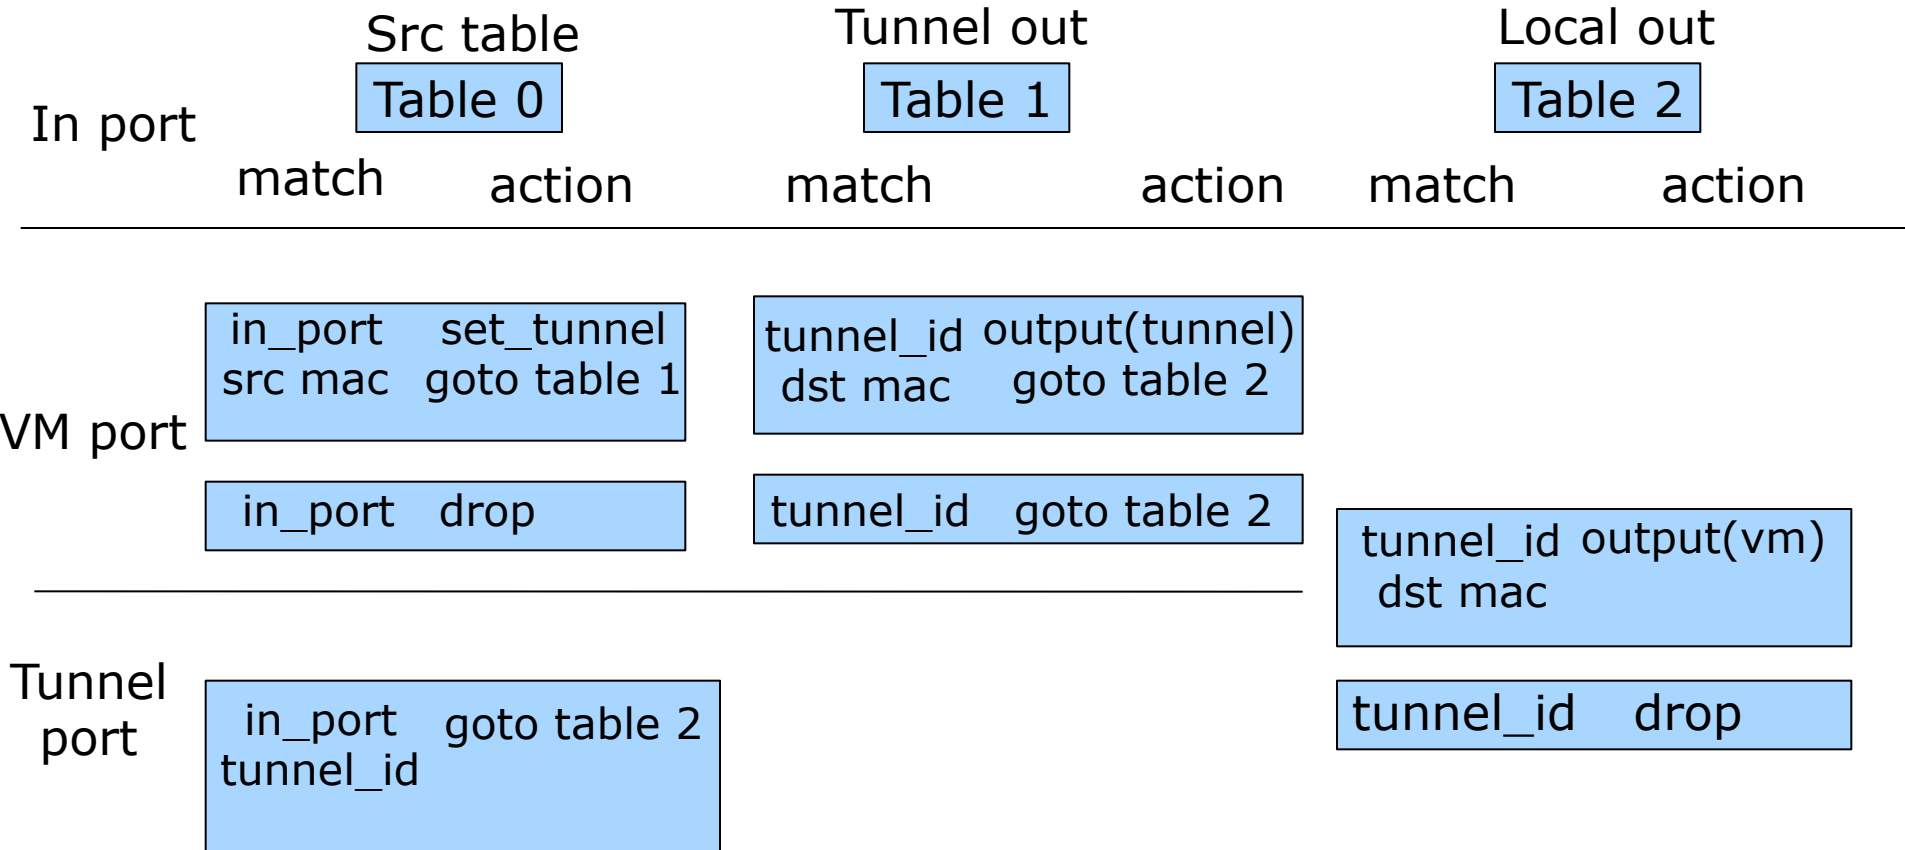 Src table
Tunnel out
Local out
Table 0
Table 1
Table 2
In port
match action match action match action
VM port
in_port set_tunnel
src mac goto table 1
tunnel_id output(tunnel)
dst mac goto table 2
in_port drop
tunnel_id goto table 2
tunnel_id output(vm)
dst mac
Tunnel
port
in_port goto table 2
tunnel_id
tunnel_id drop